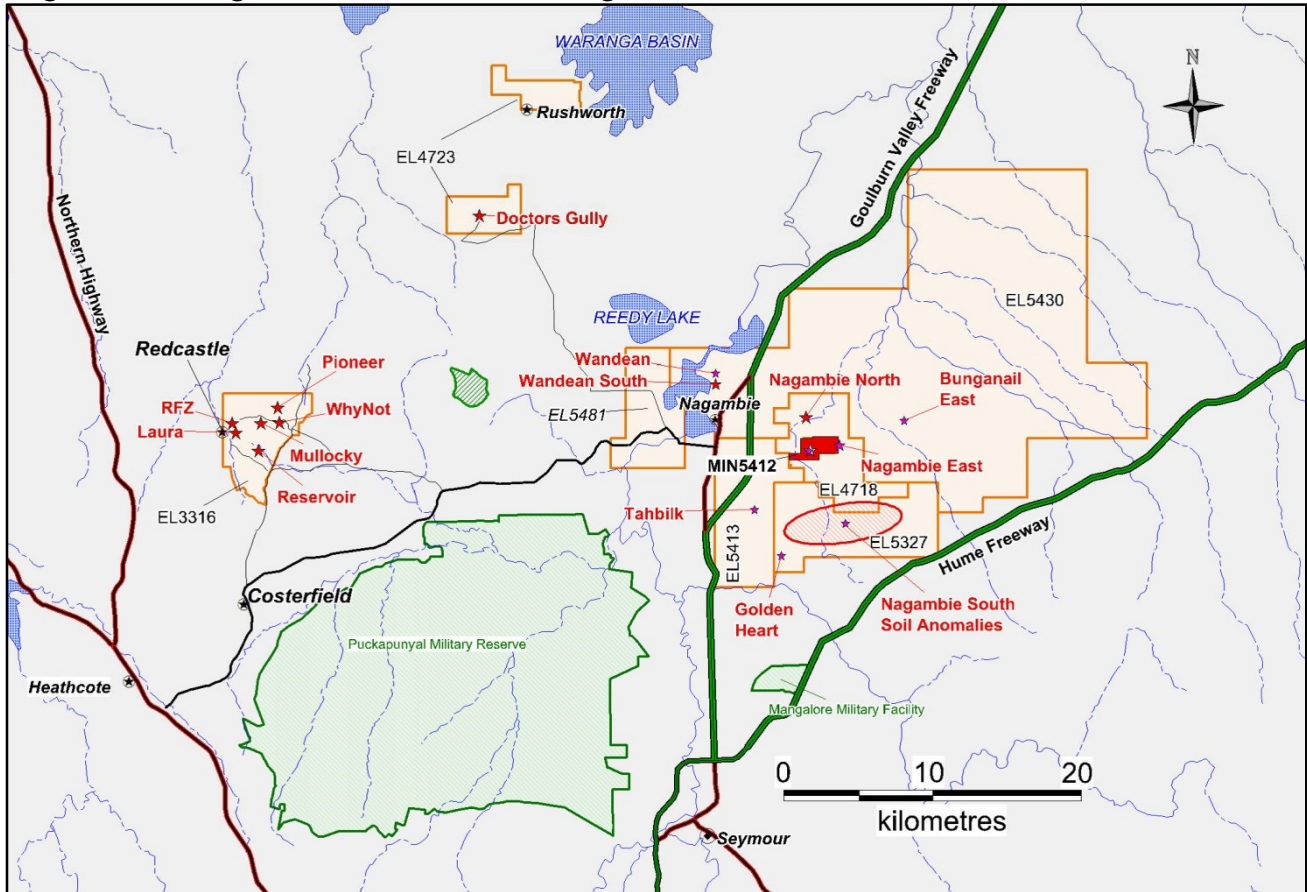 WARANGA BASIN
N
Rushworth
Goulburn Valley Freeway
EL4723
Northern Highway
Doctors Gully
EL5430
REEDY LAKE
Redcastle
Pioneer
Wandean
Wandean South
Nagambie North
Bunganail
East
RFZ
WhyNot
EL5481
Nagambie
Laura
Mullocky
MIN5412
Nagambie East
Reservoir
EL4718
EL3316
Tahbilk
EL5413
EL5327
Hume Freeway
Costerfield
Golden
Heart
Nagambie South
Soil Anomalies
Puckapunyal Military Reserve
Heathcote
Mangalore Military Facility
0 10 20
kilometres
Seymour